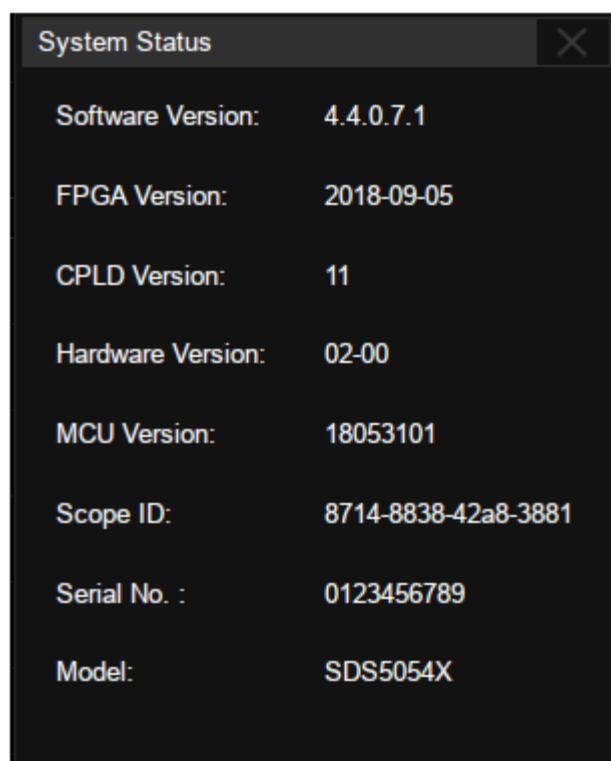 System Status
Software Version: 4.4.0.7.1
FPGA Version: 2018-09-05
CPLD Version: 11
Hardware Version: 02-00
MCU Version: 18053101
Scope ID: 8714-8838-42a8-3881
Serial No. : 0123456789
Model: SDS5054X